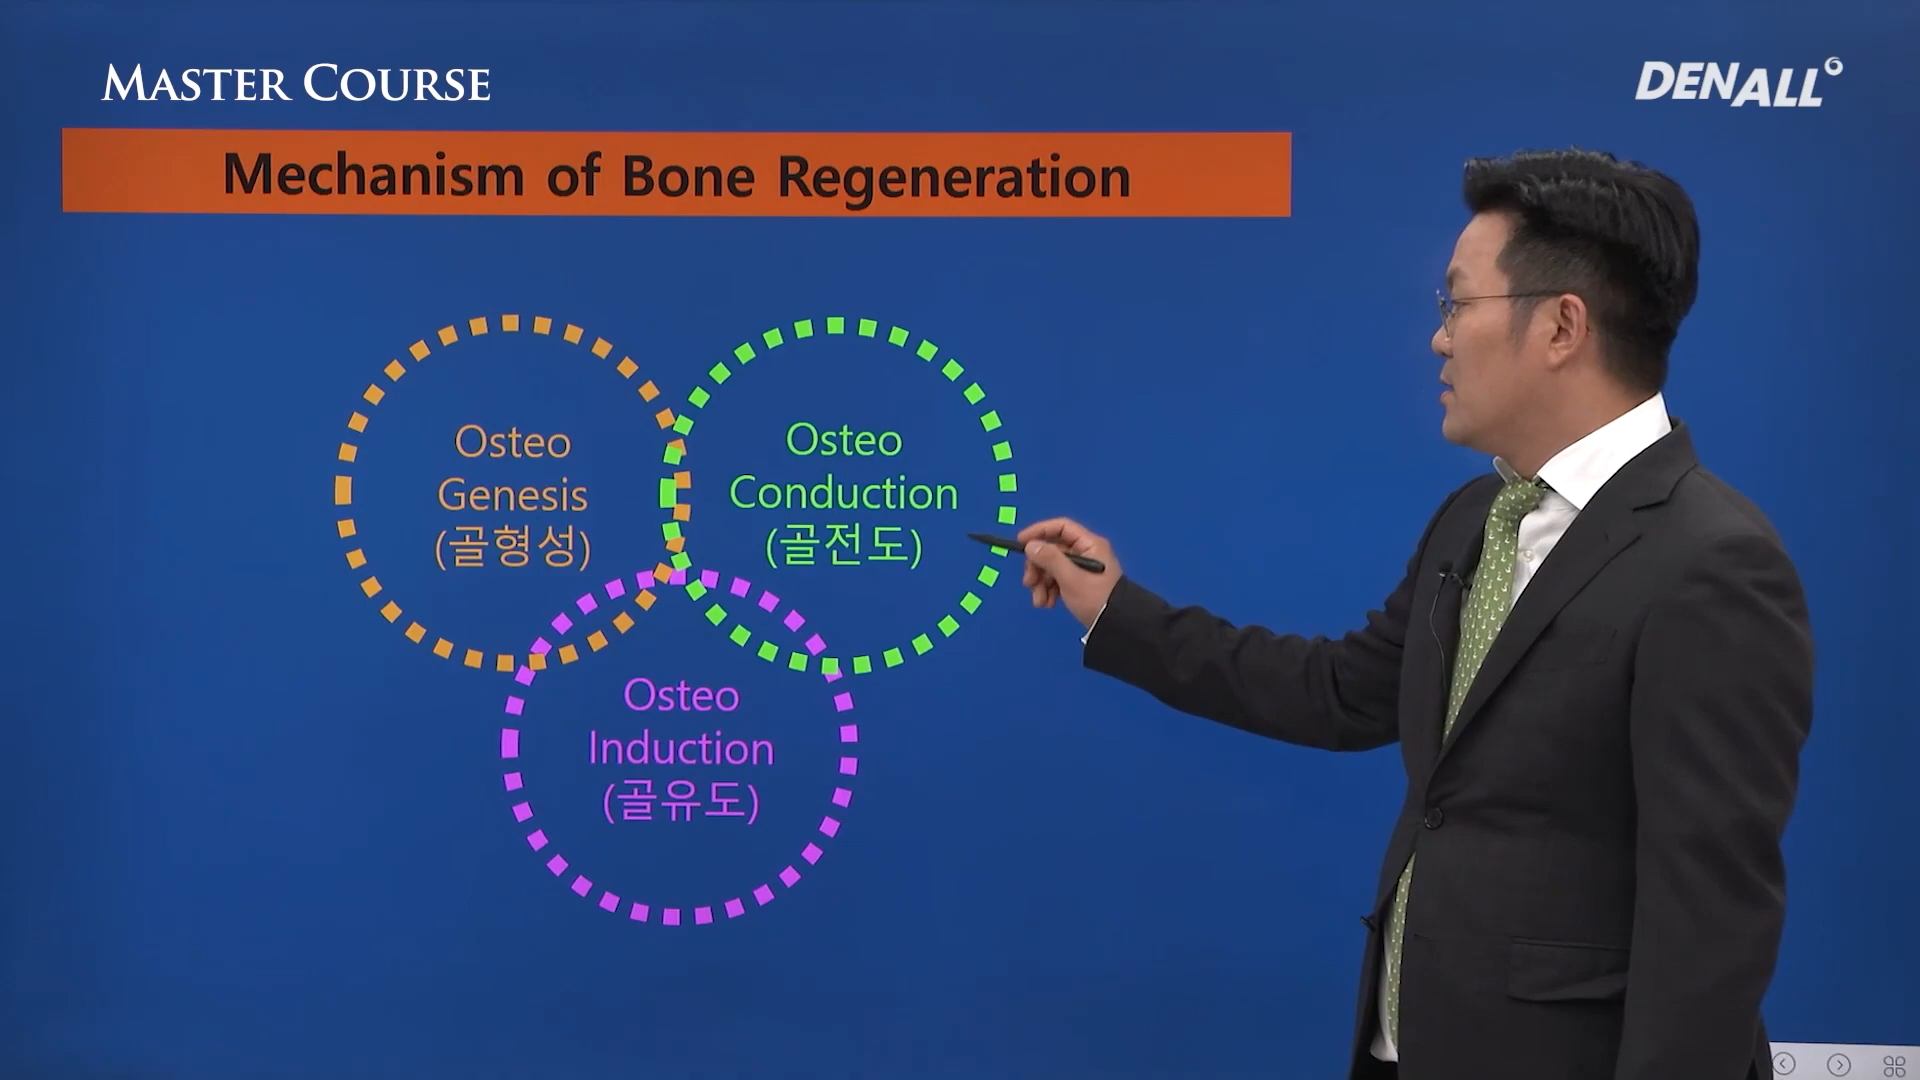 MASTER COURSE
DENALL
Mechanism of Bone Regeneration
Osteo
Genesis
(골형성)
Osteo
Conduction
(골전도)
Osteo
Induction
(골유도)